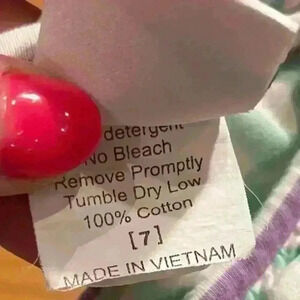 detergent
No Bleach
Remove Promptly
Tumble Dry Low
100% Cotton
[7]
MADE IN VIETNAM